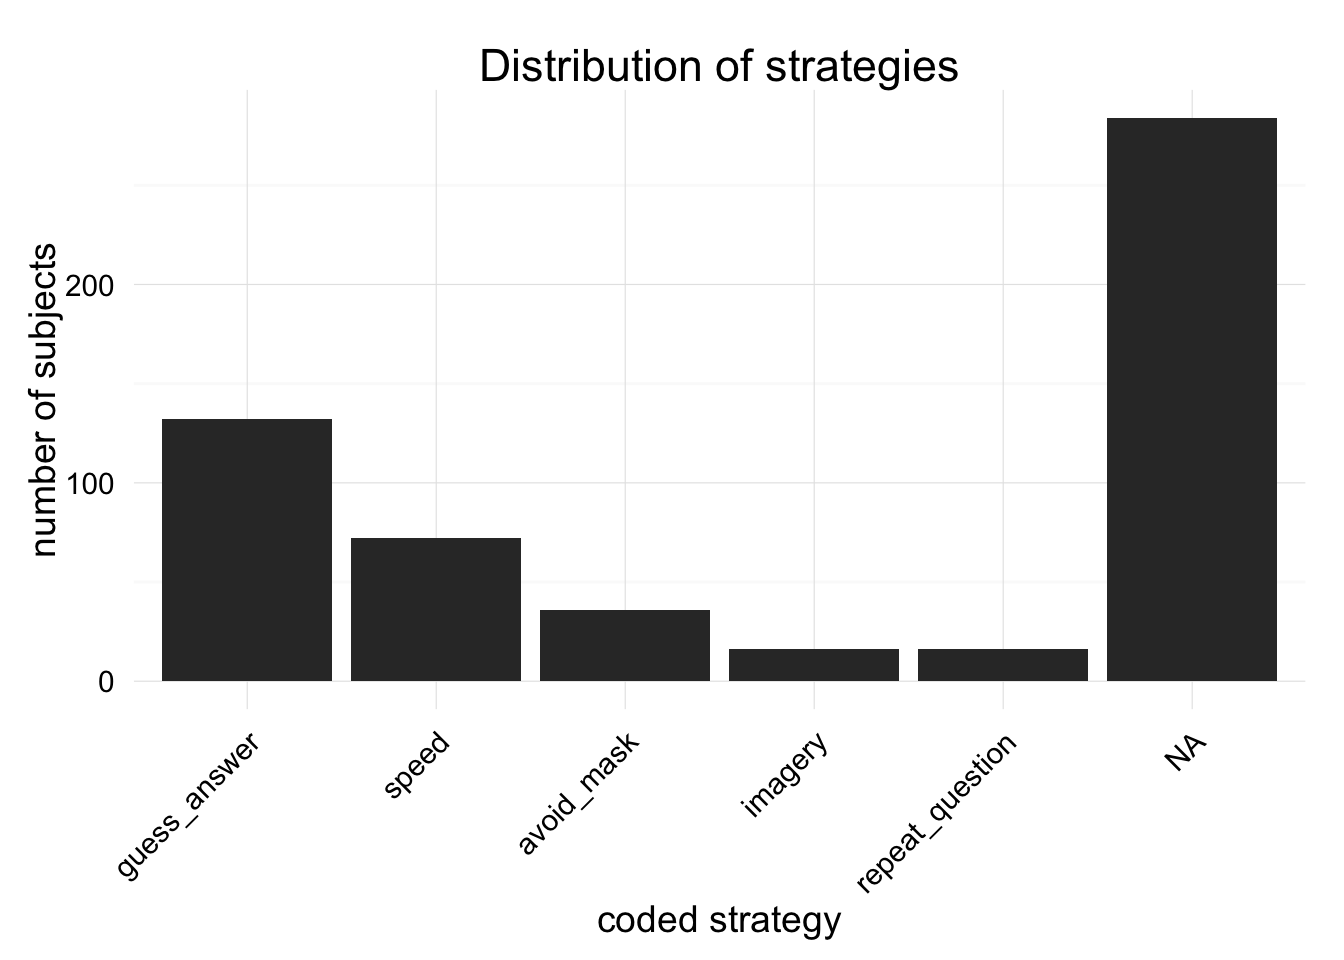 Distribution of strategies
number of subjects
200
100
0
guess_answer
speed
avoid_mask
imagery
repeat_question
NA
coded strategy